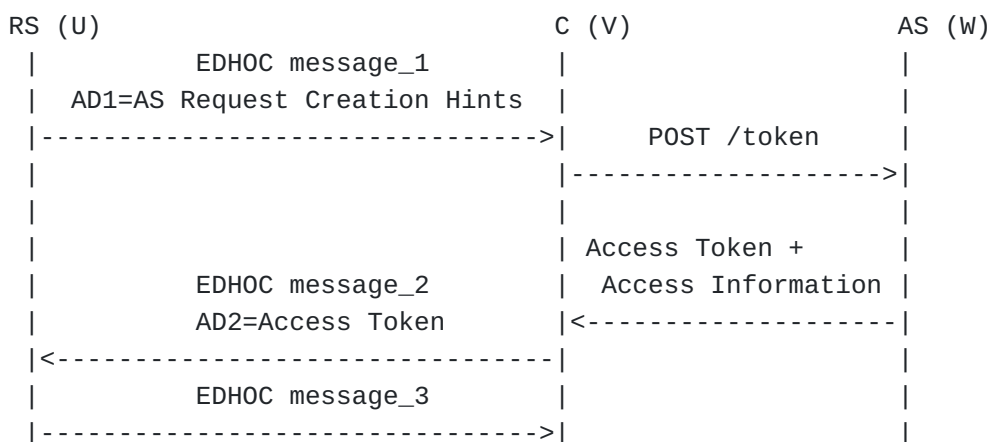 RS (U) C (V) AS (W)
| EDHOC message_1 | |
| AD1=AS Request Creation Hints | |
|-------------------------------->| POST /token |
| |-------------------->|
| | |
| | Access Token + |
| EDHOC message_2 | Access Information |
| AD2=Access Token |<--------------------|
|<--------------------------------| |
| EDHOC message_3 | |
|-------------------------------->| |